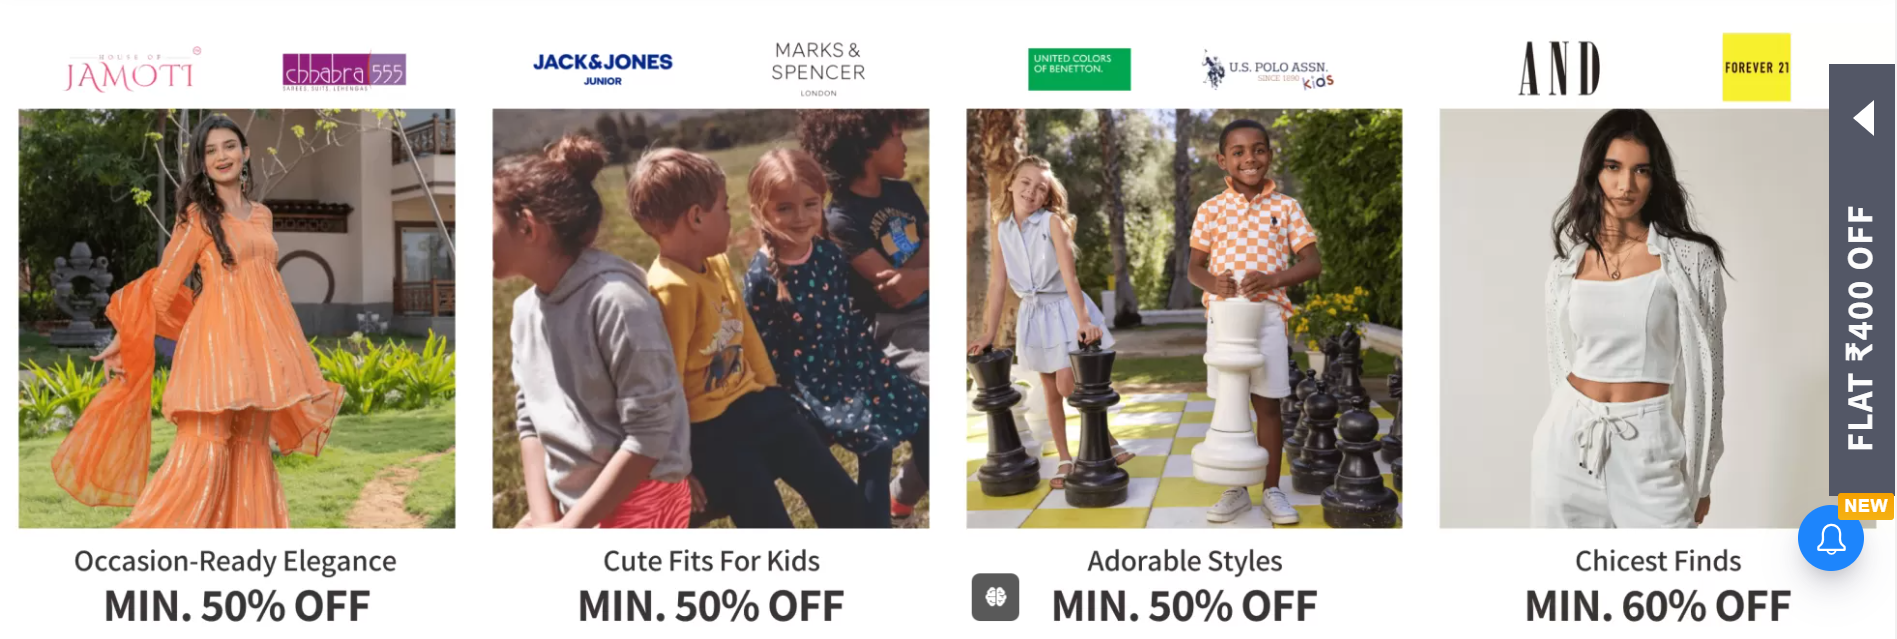 HOUSE OF
JAMOTI
chhabra 555
SAREES, SUITS, LEHENGAS
JACK&JONES
JUNIOR
MARKS &
SPENCER
LONDON
UNITED COLORS
OF BENETTON.
U.S. POLO ASSN.
SINCE 1890
kids
AND
FOREVER 21
FLAT ₹400 OFF
NEW
Occasion-Ready Elegance
MIN. 50% OFF
Cute Fits For Kids
MIN. 50% OFF
Adorable Styles
MIN. 50% OFF
Chicest Finds
MIN. 60% OFF